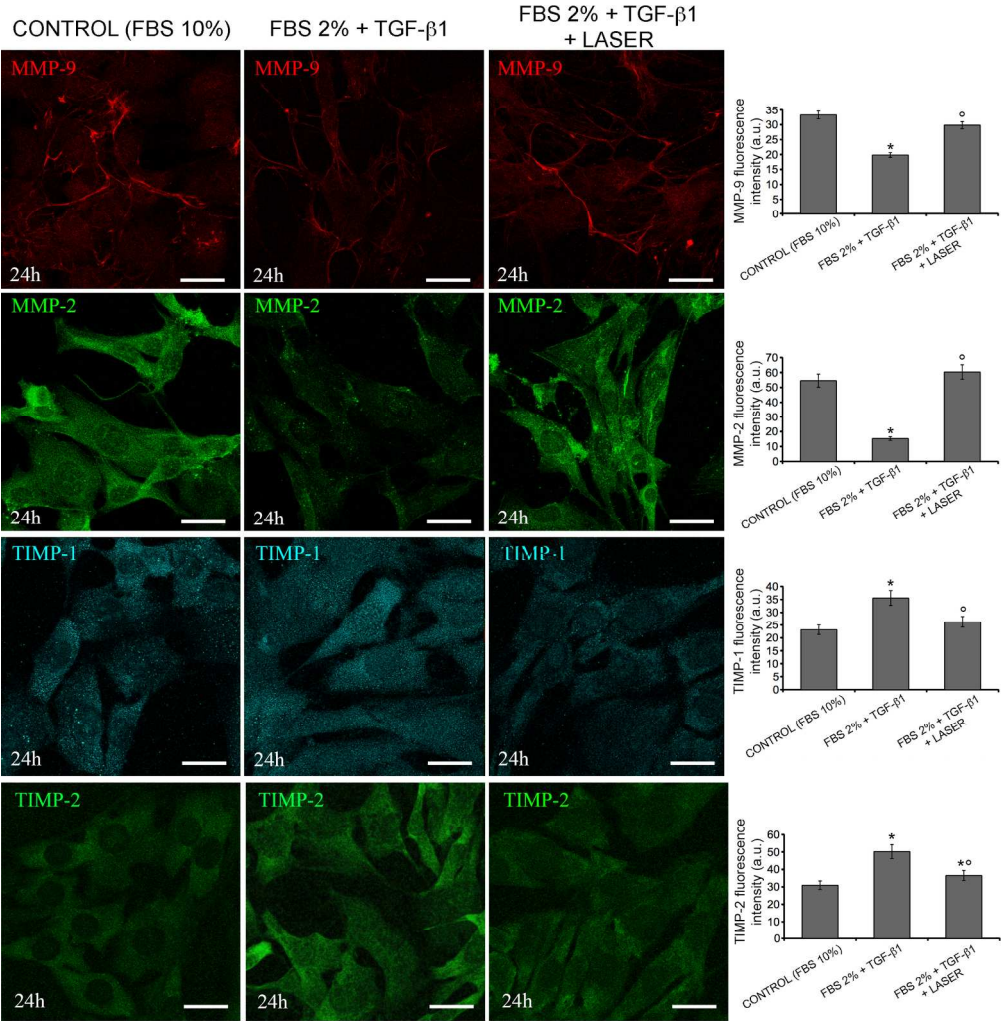 CONTROL (FBS 10%)
FBS 2% + TGF-β1
FBS 2% + TGF-β1
+ LASER
MMP-9
24h
MMP-9
24h
MMP-9
24h
MMP-9 fluorescence
intensity (a.u.)
35
30
25
20
15
10
5
0
*
°
CONTROL (FBS 10%)
FBS 2% + TGF-β1
FBS 2% + TGF-β1
+ LASER
MMP-2
24h
MMP-2
24h
MMP-2
24h
MMP-2 fluorescence
intensity (a.u.)
70
60
50
40
30
20
10
0
*
°
CONTROL (FBS 10%)
FBS 2% + TGF-β1
FBS 2% + TGF-β1
+ LASER
TIMP-1
24h
TIMP-1
24h
TIMP-1
24h
TIMP-1 fluorescence
intensity (a.u.)
40
35
30
25
20
15
10
5
0
*
°
CONTROL (FBS 10%)
FBS 2% + TGF-β1
FBS 2% + TGF-β1
+ LASER
TIMP-2
24h
TIMP-2
24h
TIMP-2
24h
TIMP-2 fluorescence
intensity (a.u.)
60
50
40
30
20
10
0
*
*°
CONTROL (FBS 10%)
FBS 2% + TGF-β1
FBS 2% + TGF-β1
+ LASER